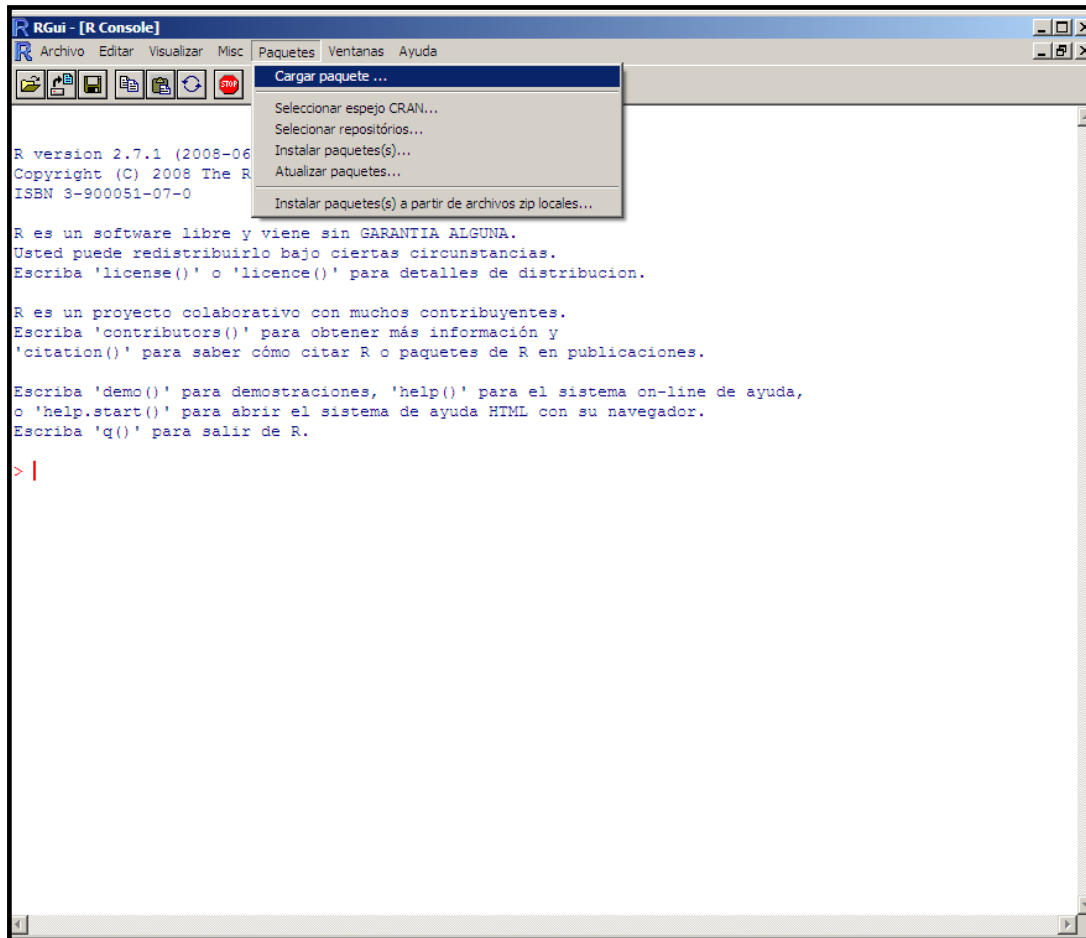 RGui - [R Console]
Archivo Editar Visualizar Misc Paquetes Ventanas Ayuda
STOP
Cargar paquete ...
Seleccionar espejo CRAN...
Selecionar repositórios...
Instalar paquetes(s)...
Atualizar paquetes...
Instalar paquetes(s) a partir de archivos zip locales...
R version 2.7.1 (2008-06
Copyright (C) 2008 The R
ISBN 3-900051-07-0
R es un software libre y viene sin GARANTIA ALGUNA.
Usted puede redistribuirlo bajo ciertas circunstancias.
Escriba 'license()' o 'licence()' para detalles de distribucion.
R es un proyecto colaborativo con muchos contribuyentes.
Escriba 'contributors()' para obtener más información y
'citation()' para saber cómo citar R o paquetes de R en publicaciones.
Escriba 'demo()' para demostraciones, 'help()' para el sistema on-line de ayuda,
o 'help.start()' para abrir el sistema de ayuda HTML con su navegador.
Escriba 'q()' para salir de R.
>